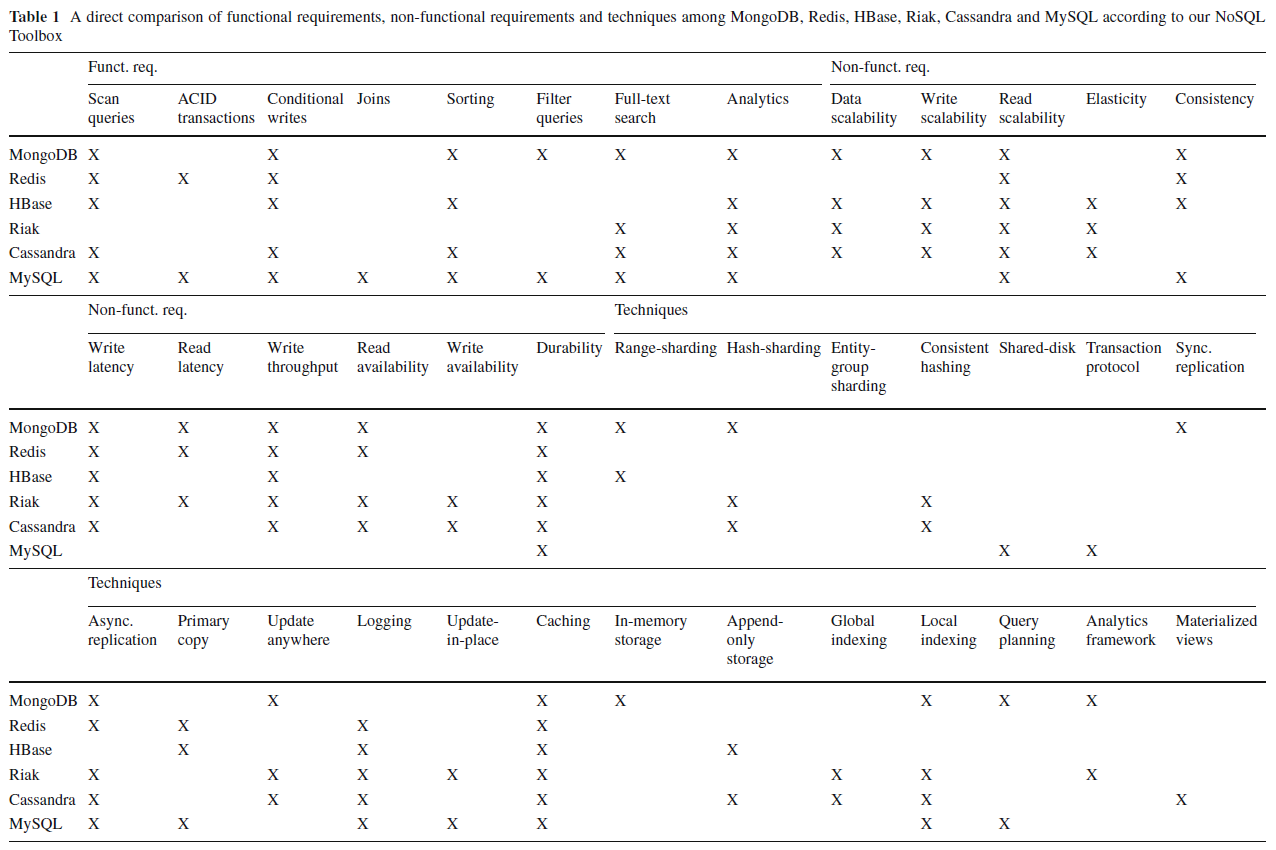 Table 1 A direct comparison of functional requirements, non-functional requirements and techniques among MongoDB, Redis, HBase, Riak, Cassandra and MySQL according to our NoSQL
Toolbox
Funct. req. Non-funct. req.
Scan ACID Conditional Joins Sorting Filter Full-text Analytics Data Write Read Elasticity Consistency
queries transactions writes queries search scalability scalability scalability
MongoDB X X X X X X X X X X
Redis X X X X X
HBase X X X X X X X X X
Riak X X X X X X
Cassandra X X X X X X X X X
MySQL X X X X X X X X X X
Non-funct. req. Techniques
Write Read Write Read Write Durability Range-sharding Hash-sharding Entity- Consistent Shared-disk Transaction Sync.
latency latency throughput availability availability group hashing protocol replication
sharding
MongoDB X X X X X X X X
Redis X X X X X
HBase X X X X
Riak X X X X X X X X
Cassandra X X X X X X X
MySQL X X X
Techniques
Async. Primary Update Logging Update- Caching In-memory Append- Global Local Query Analytics Materialized
replication copy anywhere in-place storage only indexing indexing planning framework views
storage
MongoDB X X X X X X X
Redis X X X X
HBase X X X X
Riak X X X X X X X X
Cassandra X X X X X X X X
MySQL X X X X X X X